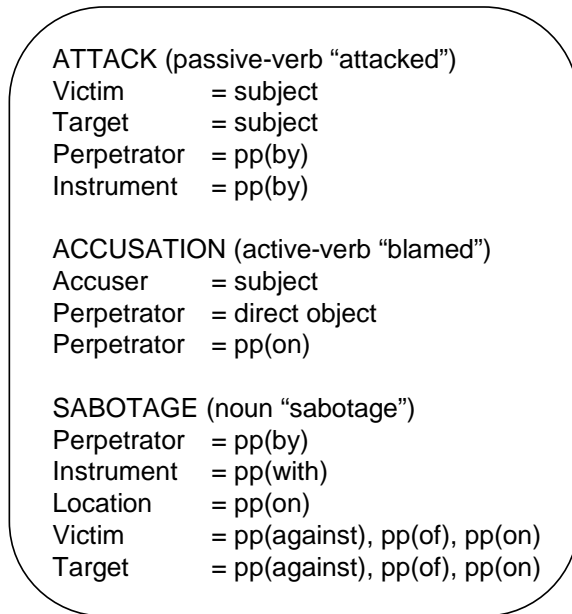 ATTACK (passive-verb “attacked”)
Victim = subject
Target = subject
Perpetrator = pp(by)
Instrument = pp(by)
ACCUSATION (active-verb “blamed”)
Accuser = subject
Perpetrator = direct object
Perpetrator = pp(on)
SABOTAGE (noun “sabotage”)
Perpetrator = pp(by)
Instrument = pp(with)
Location = pp(on)
Victim = pp(against), pp(of), pp(on)
Target = pp(against), pp(of), pp(on)